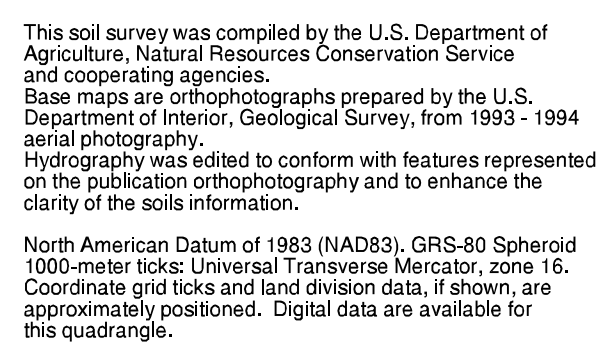 This soil survey was compiled by the U.S. Department of
Agriculture, Natural Resources Conservation Service
and cooperating agencies.
Base maps are orthophotographs prepared by the U.S.
Department of Interior, Geological Survey, from 1993 - 1994
aerial photography.
Hydrography was edited to conform with features represented
on the publication orthophotography and to enhance the
clarity of the soils information.

North American Datum of 1983 (NAD83). GRS-80 Spheroid
1000-meter ticks: Universal Transverse Mercator, zone 16.
Coordinate grid ticks and land division data, if shown, are
approximately positioned.  Digital data are available for
this quadrangle.